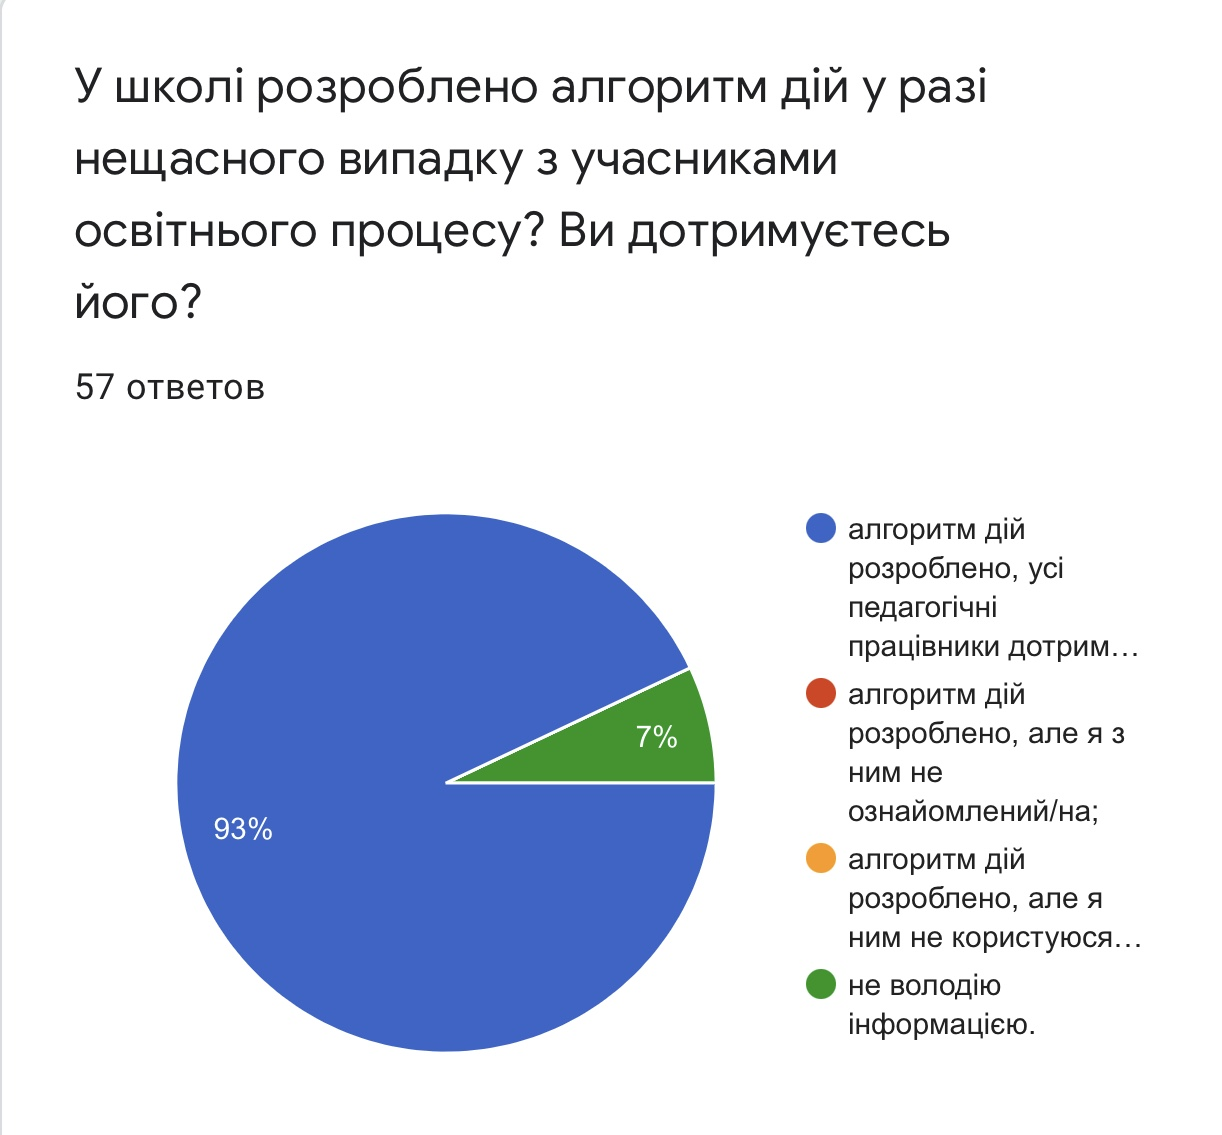 У школі розроблено алгоритм дій у разі
нещасного випадку з учасниками
освітнього процесу? Ви дотримуєтесь
його?
57 ответов
алгоритм дій
розроблено, усі
педагогічні
працівники дотрим…
алгоритм дій
розроблено, але я з
ним не
ознайомлений/на;
алгоритм дій
розроблено, але я
ним не користуюся…
не володію
інформацією.
7%
93%